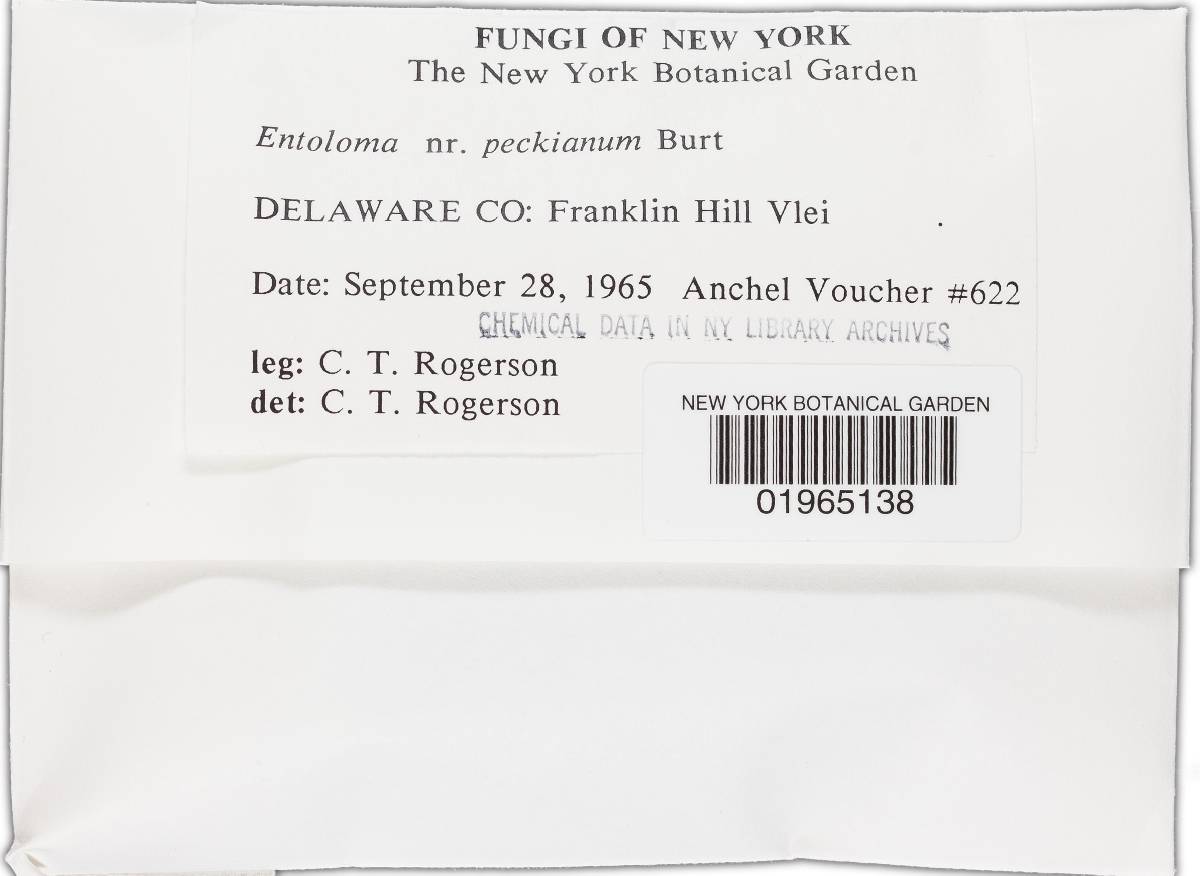 FUNGI OF NEW YORK
The New York Botanical Garden
Entoloma nr. peckianum Burt
DELAWARE CO: Franklin Hill Vlei
Date: September 28, 1965 Anchel Voucher #622
CHEMICAL DATA IN NY LIBRARY ARCHIVES
leg: C. T. Rogerson
det: C. T. Rogerson
NEW YORK BOTANICAL GARDEN
01965138